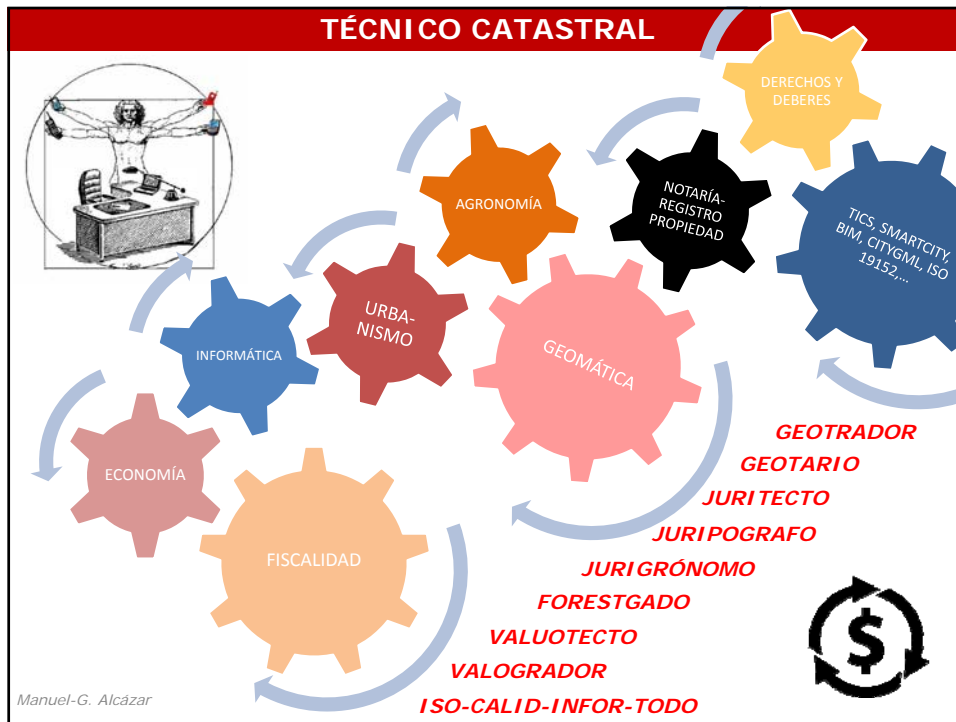 TÉCNICO CATASTRAL
DERECHOS Y
DEBERES
AGRONOMÍA
NOTARÍA-
REGISTRO
PROPIEDAD
TICS, SMARTCITY,
BIM, CITYGML, ISO
19152,...
URBA-
NISMO
INFORMÁTICA
GEOMÁTICA
ECONOMÍA
FISCALIDAD
GEOTRADOR
GEOTARIO
JURITECTO
JURIPOGRAFO
JURIGRÓNOMO
FORESTGADO
VALUOTECTO
VALOGRADOR
ISO-CALID-INFOR-TODO
$
Manuel-G. Alcázar